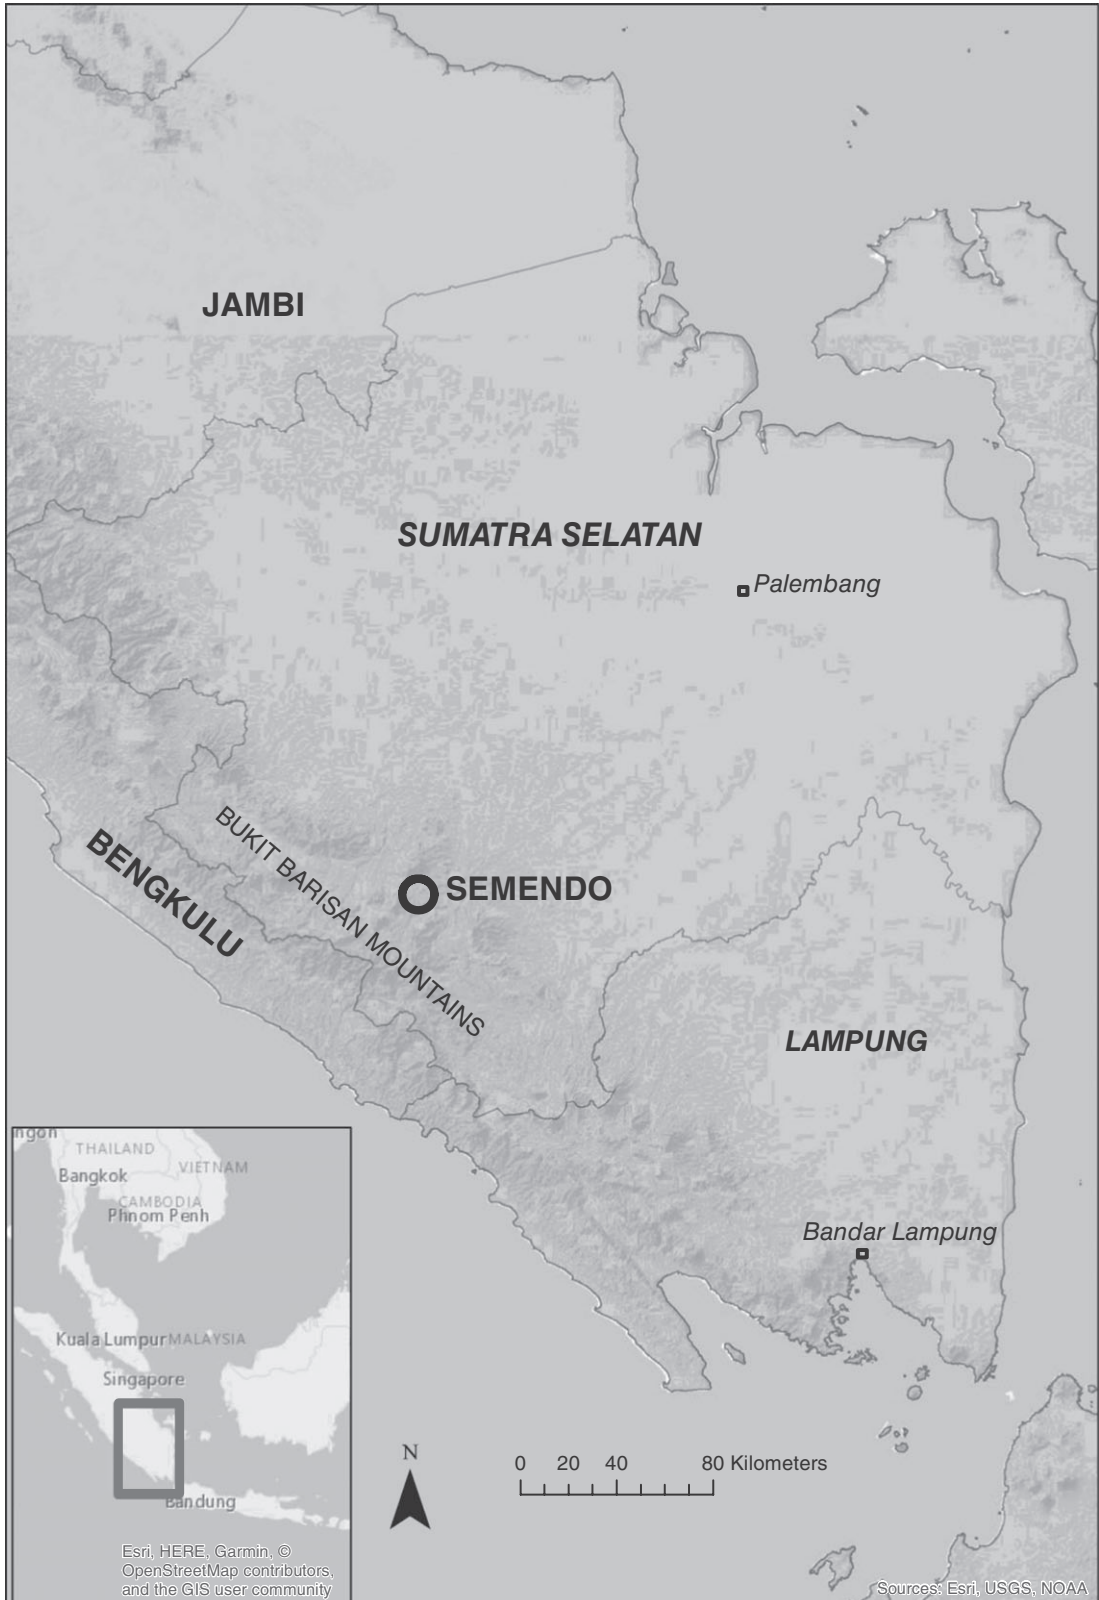 JAMBI
SUMATRA SELATAN
Palembang
BUKIT BARISAN MOUNTAINS
BENGKULU
SEMENDO
LAMPUNG
Bandar Lampung
ngon
THAILAND
VIETNAM
Bangkok
CAMBODIA
Phnom Penh
Kuala Lumpur MALAYSIA
Singapore
Bandung
Esri, HERE, Garmin, ©
OpenStreetMap contributors,
and the GIS user community
N
0 20 40 80 Kilometers
Sources: Esri, USGS, NOAA